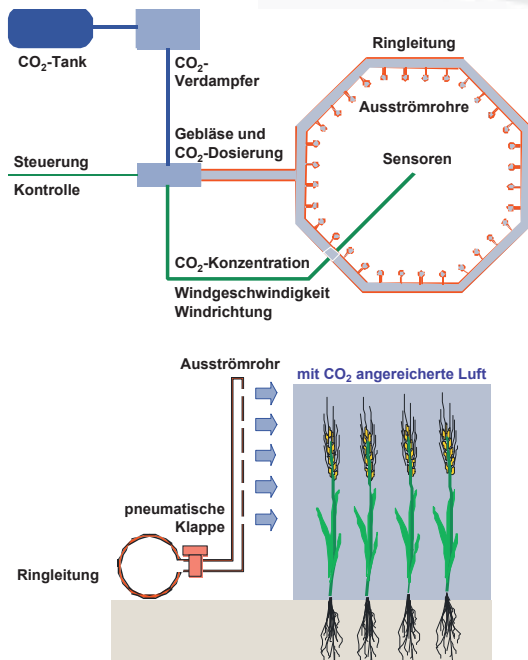 CO₂-Tank
CO₂-
Verdampfer
Ringleitung
Ausströmrohre
Gebläse und
CO₂-Dosierung
Sensoren
Steuerung
Kontrolle
CO₂-Konzentration
Windgeschwindigkeit
Windrichtung
Ausströmrohr
mit CO₂ angereicherte Luft
pneumatische
Klappe
Ringleitung